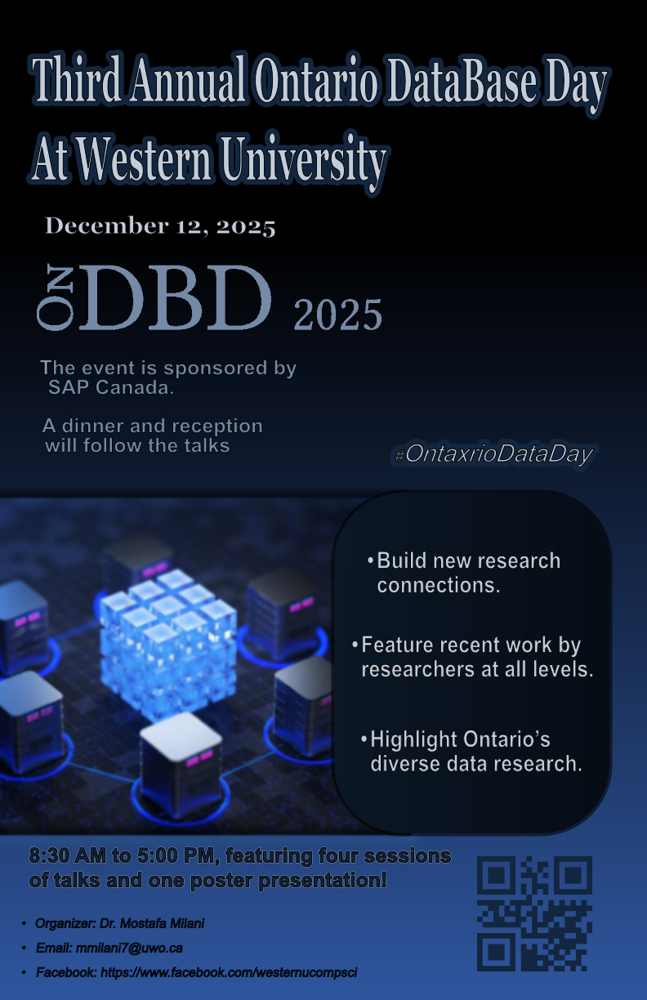 Third Annual Ontario DataBase Day
At Western University
December 12, 2025
ON DBD 2025
The event is sponsored by
SAP Canada.
A dinner and reception
will follow the talks
#OntaxrioDataDay
•Build new research
connections.
•Feature recent work by
researchers at all levels.
•Highlight Ontario’s
diverse data research.
8:30 AM to 5:00 PM, featuring four sessions
of talks and one poster presentation!
• Organizer: Dr. Mostafa Milani
• Email: mmilani7@uwo.ca
• Facebook: https://www.facebook.com/westernucompsci